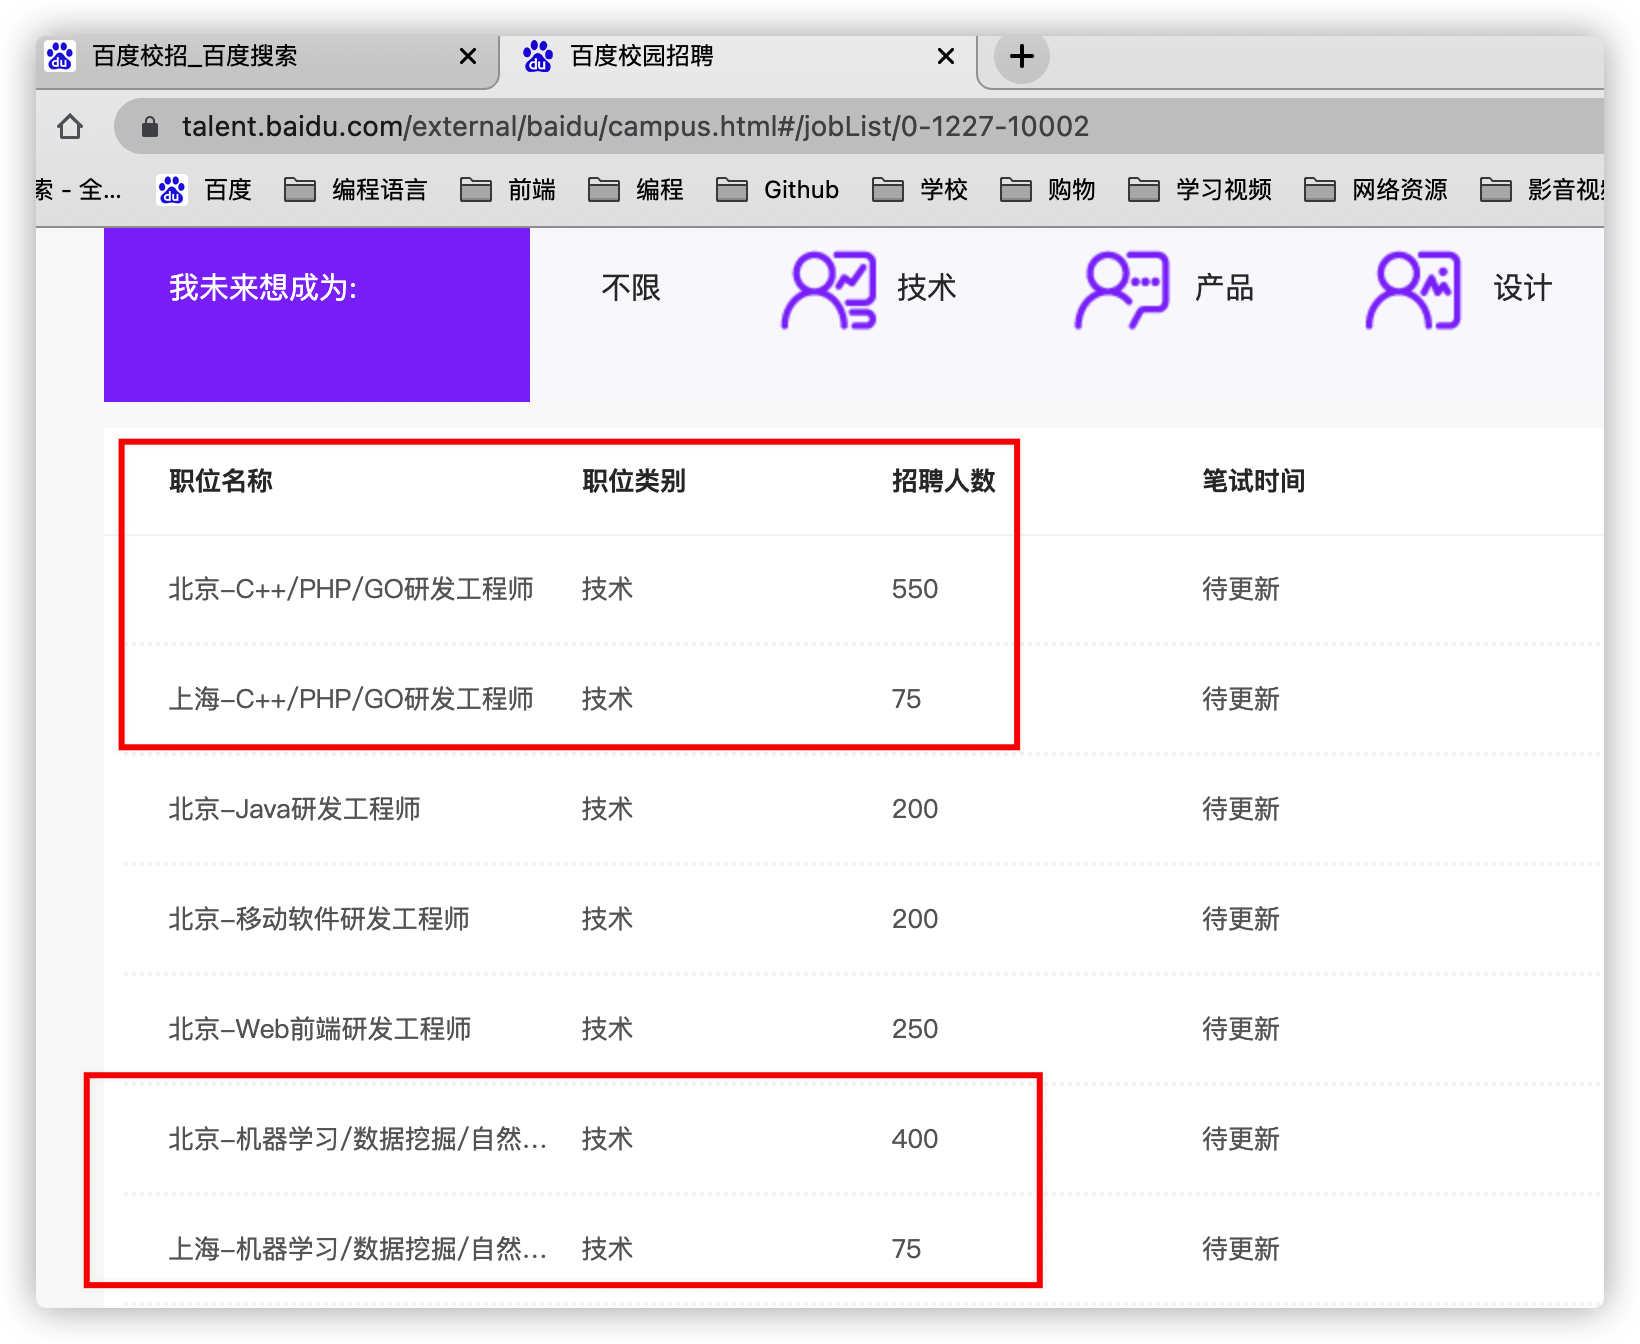 百度校招_百度搜索
百度校园招聘
talent.baidu.com/external/baidu/campus.html#/jobList/0-1227-10002
索 - 全... 百度 编程语言 前端 编程 Github 学校 购物 学习视频 网络资源 影音视
我未来想成为: 不限 技术 产品 设计
职位名称 职位类别 招聘人数 笔试时间
北京-C++/PHP/GO研发工程师 技术 550 待更新
上海-C++/PHP/GO研发工程师 技术 75 待更新
北京-Java研发工程师 技术 200 待更新
北京-移动软件研发工程师 技术 200 待更新
北京-Web前端研发工程师 技术 250 待更新
北京-机器学习/数据挖掘/自然... 技术 400 待更新
上海-机器学习/数据挖掘/自然... 技术 75 待更新